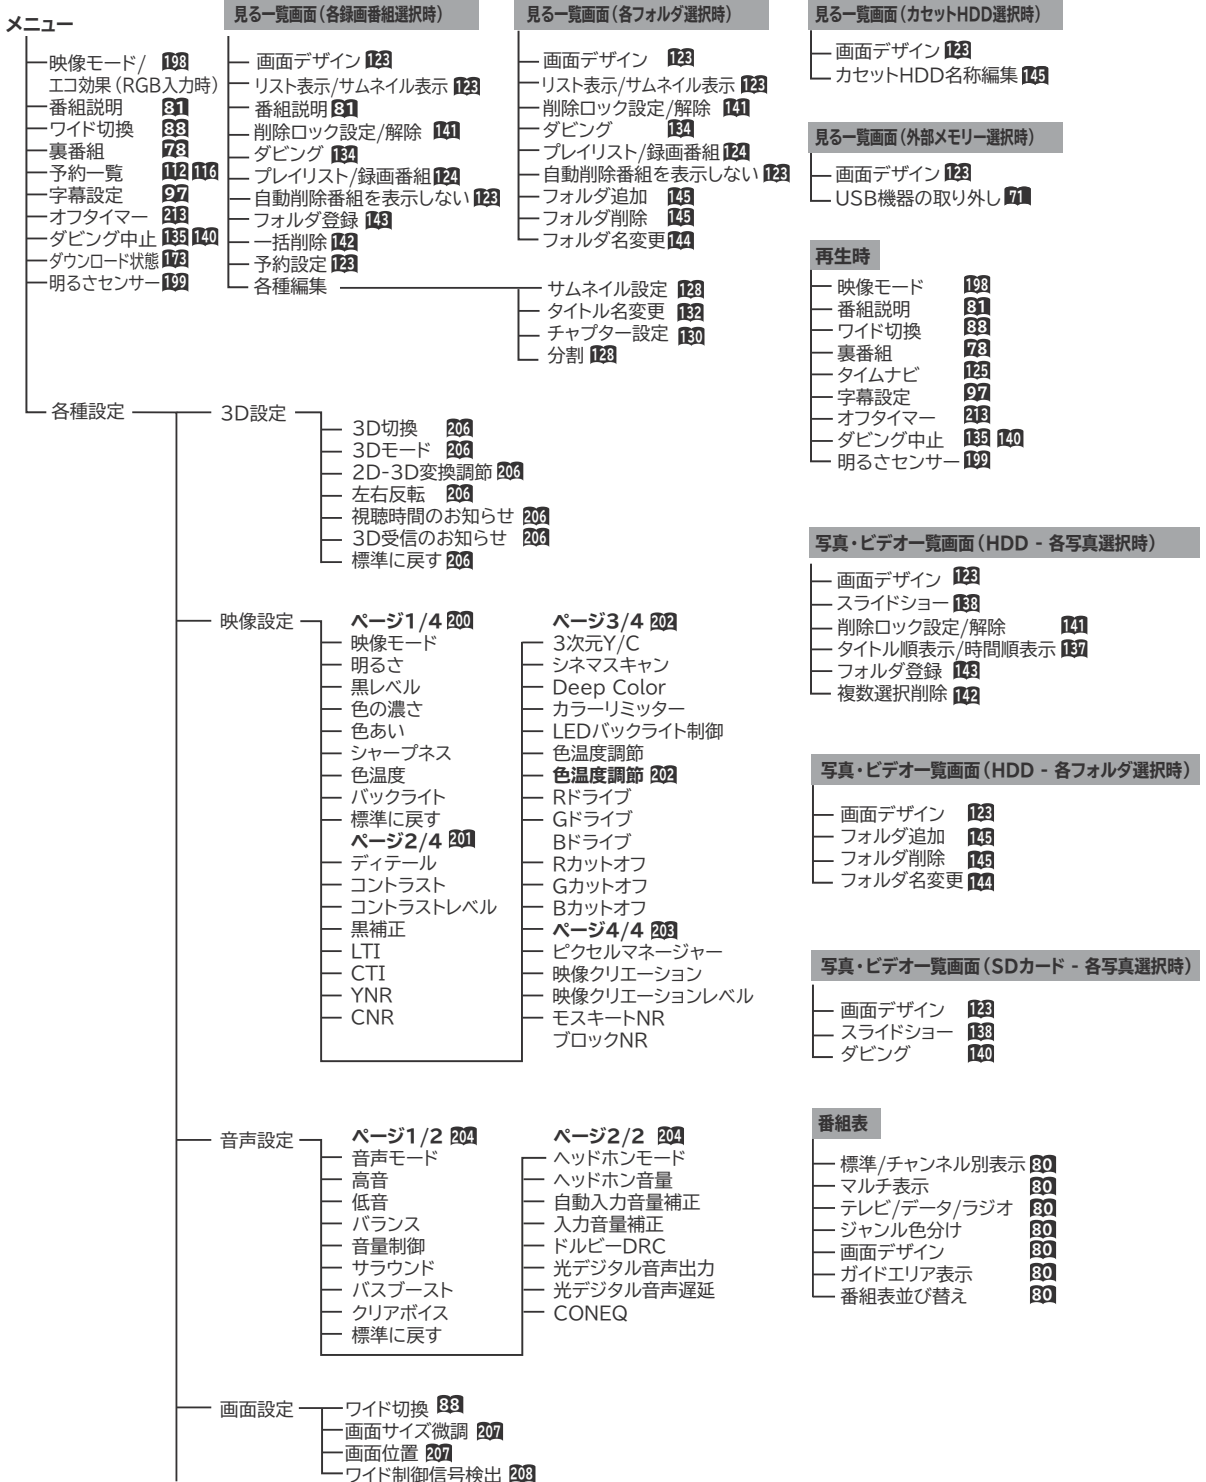 メニュー
映像モード/ 198
エコ効果(RGB入力時)
番組説明 81
ワイド切換 88
裏番組 78
予約一覧 112 116
字幕設定 97
オフタイマー 213
ダビング中止 135 140
ダウンロード状態 173
明るさセンサー 199
見る一覧画面(各録画番組選択時)
画面デザイン 123
リスト表示/サムネイル表示 123
番組説明 81
削除ロック設定/解除 141
ダビング 134
プレイリスト/録画番組 124
自動削除番組を表示しない 123
フォルダ登録 143
一括削除 142
予約設定 123
各種編集
サムネイル設定 128
タイトル名変更 132
チャプター設定 130
分割 128
見る一覧画面(各フォルダ選択時)
画面デザイン 123
リスト表示/サムネイル表示 123
削除ロック設定/解除 141
ダビング 134
プレイリスト/録画番組 124
自動削除番組を表示しない 123
フォルダ追加 145
フォルダ削除 145
フォルダ名変更 144
見る一覧画面(カセットHDD選択時)
画面デザイン 123
カセットHDD名称編集 145
見る一覧画面(外部メモリー選択時)
画面デザイン 123
USB機器の取り外し 71
再生時
映像モード 198
番組説明 81
ワイド切換 88
裏番組 78
タイムナビ 125
字幕設定 97
オフタイマー 213
ダビング中止 135 140
明るさセンサー 199
各種設定
3D設定
3D切換 206
3Dモード 206
2D-3D変換調節 206
左右反転 206
視聴時間のお知らせ 206
3D受信のお知らせ 206
標準に戻す 206
映像設定
ページ1/4 200
映像モード
明るさ
黒レベル
色の濃さ
色あい
シャープネス
色温度
バックライト
標準に戻す
ページ2/4 201
ディテール
コントラスト
コントラストレベル
黒補正
LTI
CTI
YNR
CNR
ページ3/4 202
3次元Y/C
シネマスキャン
Deep Color
カラーリミッター
LEDバックライト制御
色温度調節
色温度調節 202
Rドライブ
Gドライブ
Bドライブ
Rカットオフ
Gカットオフ
Bカットオフ
ページ4/4 203
ピクセルマネージャー
映像クリエーション
映像クリエーションレベル
モスキートNR
ブロックNR
音声設定
ページ1/2 204
音声モード
高音
低音
バランス
音量制御
サラウンド
バスブースト
クリアボイス
標準に戻す
ページ2/2 204
ヘッドホンモード
ヘッドホン音量
自動入力音量補正
入力音量補正
ドルビーDRC
光デジタル音声出力
光デジタル音声遅延
CONEQ
画面設定
ワイド切換 88
画面サイズ微調 207
画面位置 207
ワイド制御信号検出 208
写真・ビデオ一覧画面(HDD - 各写真選択時)
画面デザイン 123
スライドショー 138
削除ロック設定/解除 141
タイトル順表示/時間順表示 137
フォルダ登録 143
複数選択削除 142
写真・ビデオ一覧画面(HDD - 各フォルダ選択時)
画面デザイン 123
フォルダ追加 145
フォルダ削除 145
フォルダ名変更 144
写真・ビデオ一覧画面(SDカード - 各写真選択時)
画面デザイン 123
スライドショー 138
ダビング 140
番組表
標準/チャンネル別表示 80
マルチ表示 80
テレビ/データ/ラジオ 80
ジャンル色分け 80
画面デザイン 80
ガイドエリア表示 80
番組表並び替え 80